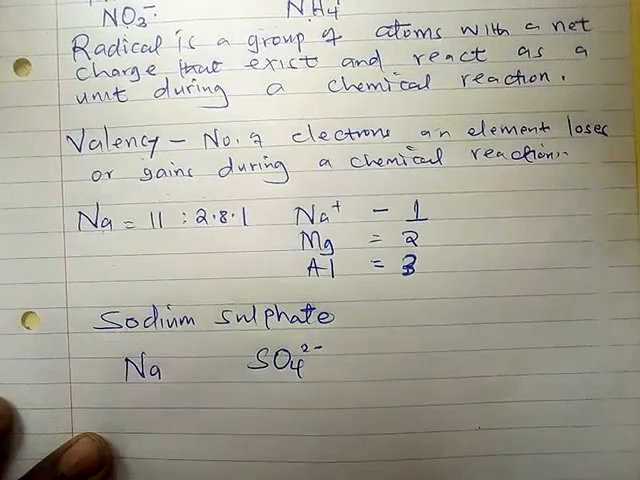 NO3-. NH4
Radical is a group of atoms with a net
charge that exist and react as a
unit during a chemical reaction.
Valency - No. of electrons an element loses
or gains during a chemical reaction.
Na = 11 : 2.8.1 Na+ - 1
Mg = 2
Al = 3
Sodium sulphate
Na SO4 2-